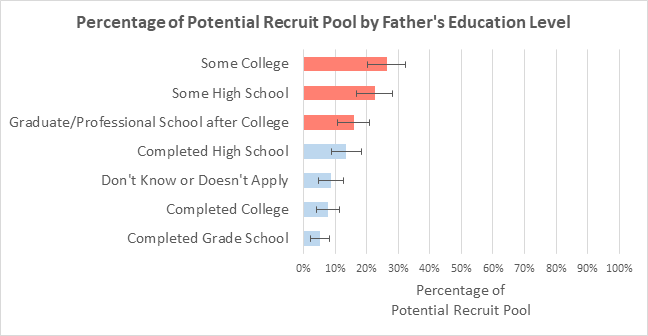 Percentage of Potential Recruit Pool by Father's Education Level
Some College
Some High School
Graduate/Professional School after College
Completed High School
Don't Know or Doesn't Apply
Completed College
Completed Grade School
0% 10% 20% 30% 40% 50% 60% 70% 80% 90% 100%
Percentage of
Potential Recruit Pool